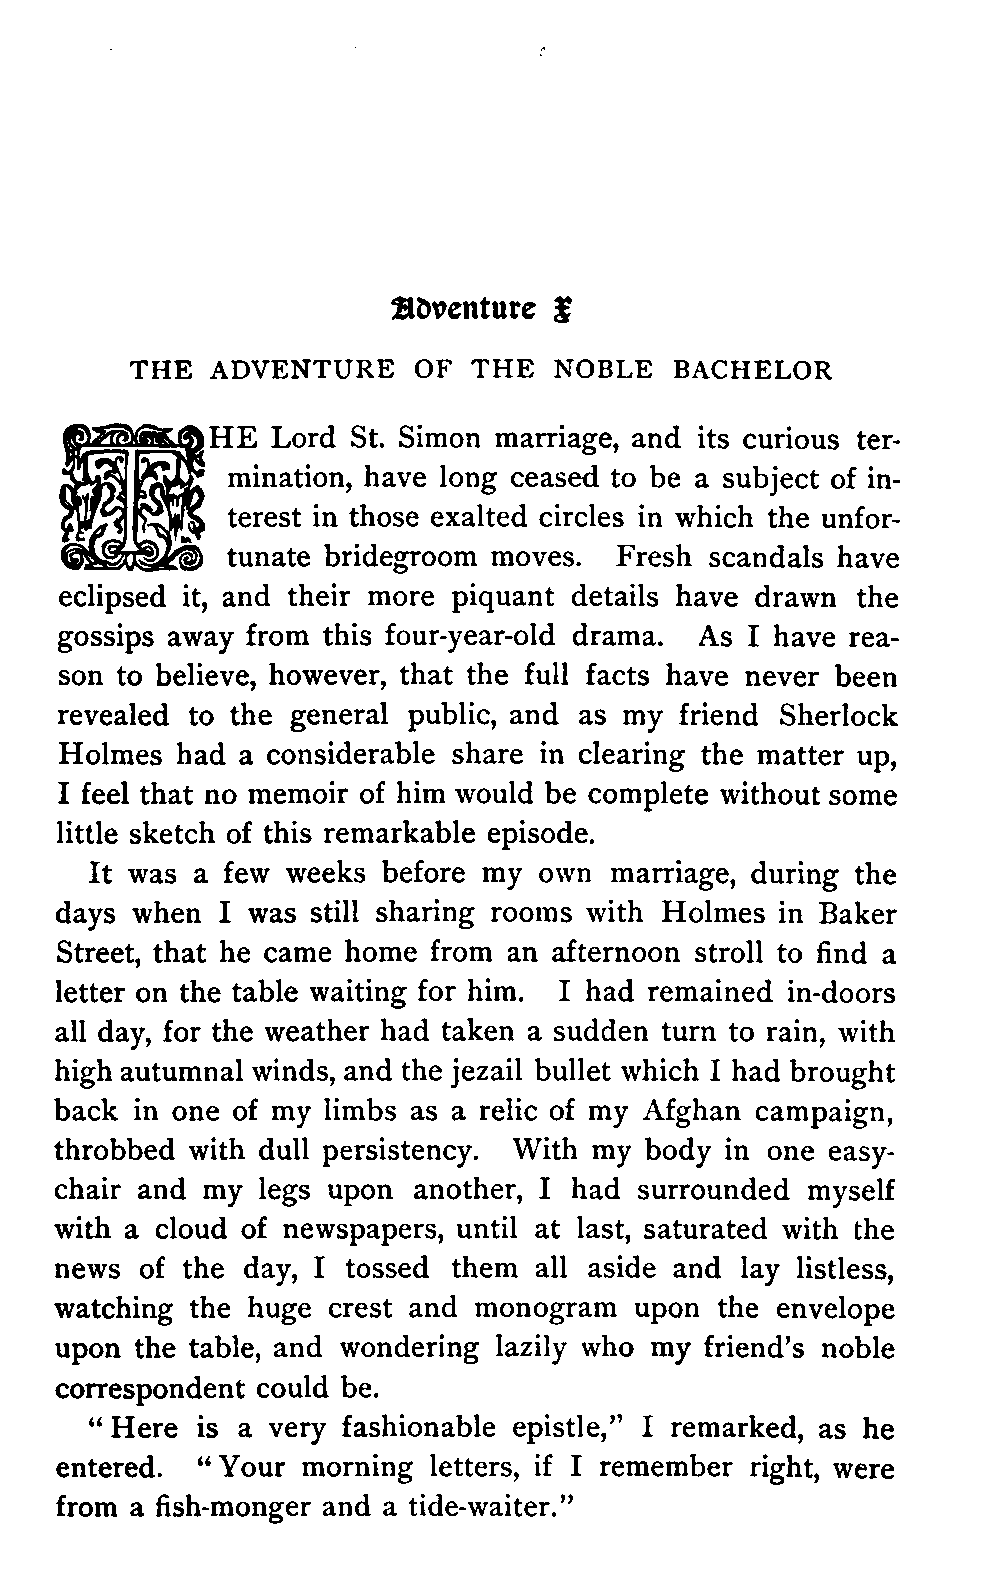 Adventure X
THE ADVENTURE OF THE NOBLE BACHELOR
THE Lord St. Simon marriage, and its curious ter-
mination, have long ceased to be a subject of in-
terest in those exalted circles in which the unfor-
tunate bridegroom moves. Fresh scandals have
eclipsed it, and their more piquant details have drawn the
gossips away from this four-year-old drama. As I have rea-
son to believe, however, that the full facts have never been
revealed to the general public, and as my friend Sherlock
Holmes had a considerable share in clearing the matter up,
I feel that no memoir of him would be complete without some
little sketch of this remarkable episode.
It was a few weeks before my own marriage, during the
days when I was still sharing rooms with Holmes in Baker
Street, that he came home from an afternoon stroll to find a
letter on the table waiting for him. I had remained in-doors
all day, for the weather had taken a sudden turn to rain, with
high autumnal winds, and the jezail bullet which I had brought
back in one of my limbs as a relic of my Afghan campaign,
throbbed with dull persistency. With my body in one easy-
chair and my legs upon another, I had surrounded myself
with a cloud of newspapers, until at last, saturated with the
news of the day, I tossed them all aside and lay listless,
watching the huge crest and monogram upon the envelope
upon the table, and wondering lazily who my friend's noble
correspondent could be.
"Here is a very fashionable epistle," I remarked, as he
entered. "Your morning letters, if I remember right, were
from a fish-monger and a tide-waiter."